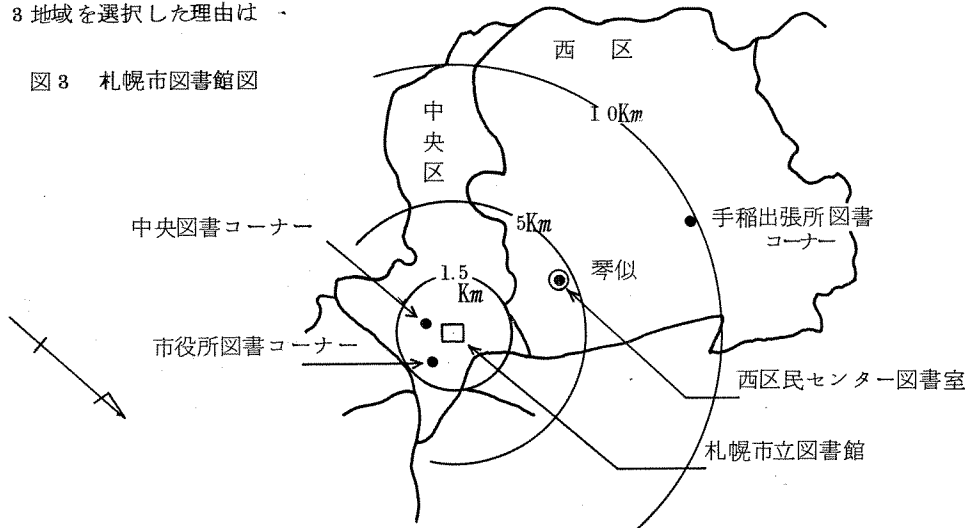 3 地域を選択した理由は
図 3 札幌市図書館図
西 区
中
央
区
1 0Km
中央図書コーナー
5Km
手稲出張所図書
コーナー
琴似
1.5
Km
市役所図書コーナー
西区民センター図書室
札幌市立図書館